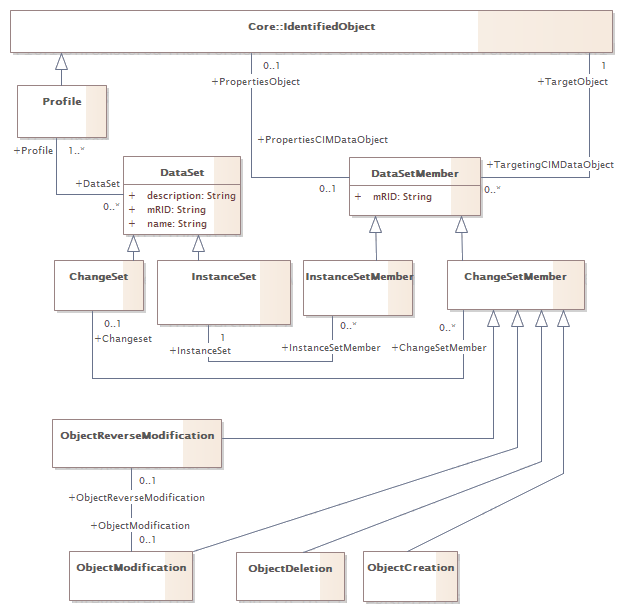 Core::IdentifiedObject
0..1
1
+PropertiesObject
+TargetObject
Profile
+Profile
1..*
+PropertiesCIMDataObject
+TargetingCIMDataObject
+DataSet
0..*
DataSet
+ description: String
+ mRID: String
+ name: String
DataSetMember
+ mRID: String
0..1
0..*
ChangeSet
InstanceSet
InstanceSetMember
ChangeSetMember
0..1
+Changeset
1
+InstanceSet
0..*
+InstanceSetMember
0..*
+ChangeSetMember
ObjectReverseModification
0..1
+ObjectReverseModification
+ObjectModification
0..1
ObjectModification
ObjectDeletion
ObjectCreation